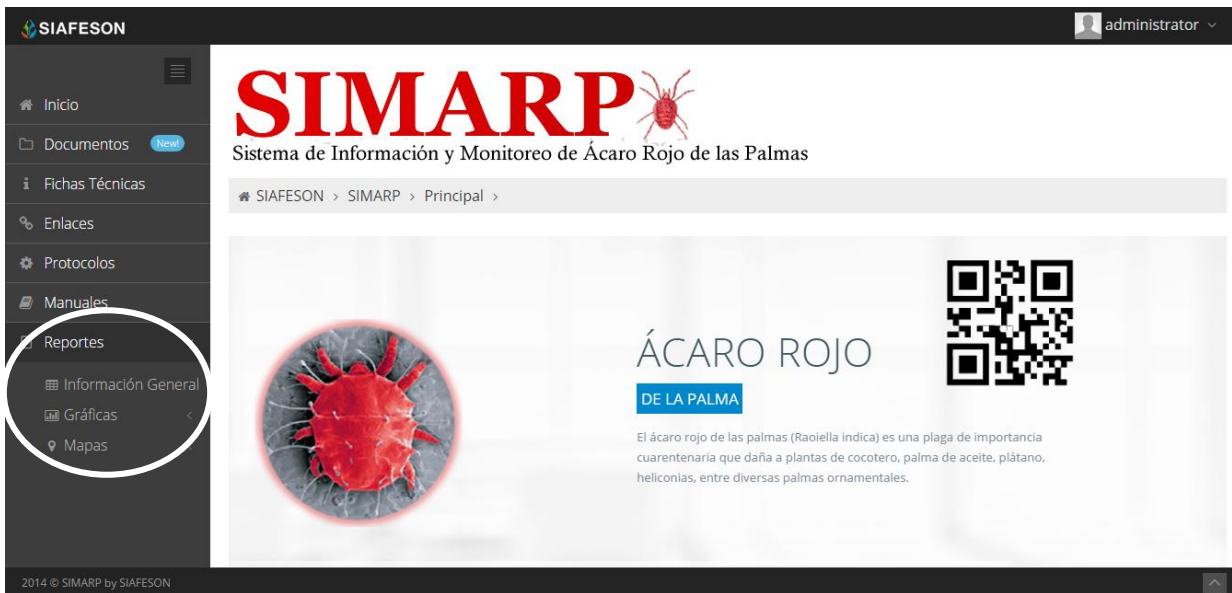 SIAFESON
administrator
Inicio
Documentos New!
Fichas Técnicas
Enlaces
Protocolos
Manuales
Reportes
Información General
Gráficas
Mapas
SIMARP
Sistema de Información y Monitoreo de Ácaro Rojo de las Palmas
SIAFESON > SIMARP > Principal >
ÁCARO ROJO
DE LA PALMA
El ácaro rojo de las palmas (Raoiella indica) es una plaga de importancia
cuarentenaria que daña a plantas de cocotero, palma de aceite, plátano,
heliconias, entre diversas palmas ornamentales.
2014 © SIMARP by SIAFESON